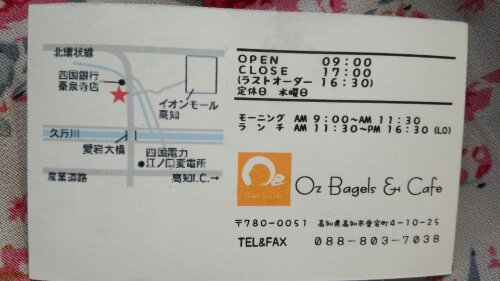 北環状線
四国銀行
秦泉寺店
イオンモール
高知
久万川
愛宕大橋
四国電力
江ノ口変電所
産業道路
高知I.C.→
OPEN 09:00
CLOSE 17:00
(ラストオーダー 16:30)
定休日 水曜日
モーニング AM 9:00~AM 11:30
ランチ AM 11:30~PM 16:30 (LO)
Oz Bagels & Cafe
〒780-0051 高知県高知市愛宕町4-10-25
TEL&FAX 088-803-7038